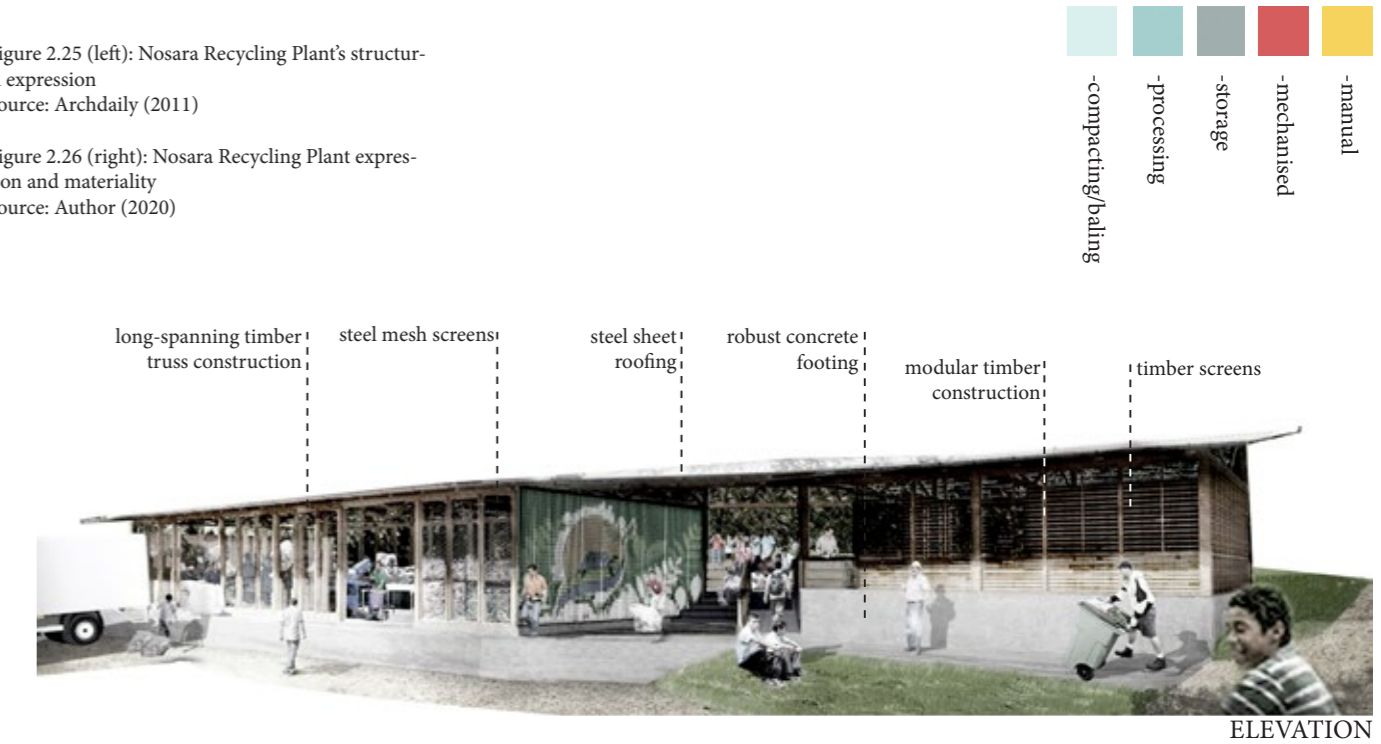 igure 2.25 (left): Nosara Recycling Plant's structur-
l expression
ource: Archdaily (2011)
igure 2.26 (right): Nosara Recycling Plant expres-
ion and materiality
ource: Author (2020)
-compacting/baling
-processing
-storage
-mechanised
-manual
long-spanning timber
truss construction
steel mesh screens
steel sheet
roofing
robust concrete
footing
modular timber
construction
timber screens
ELEVATION